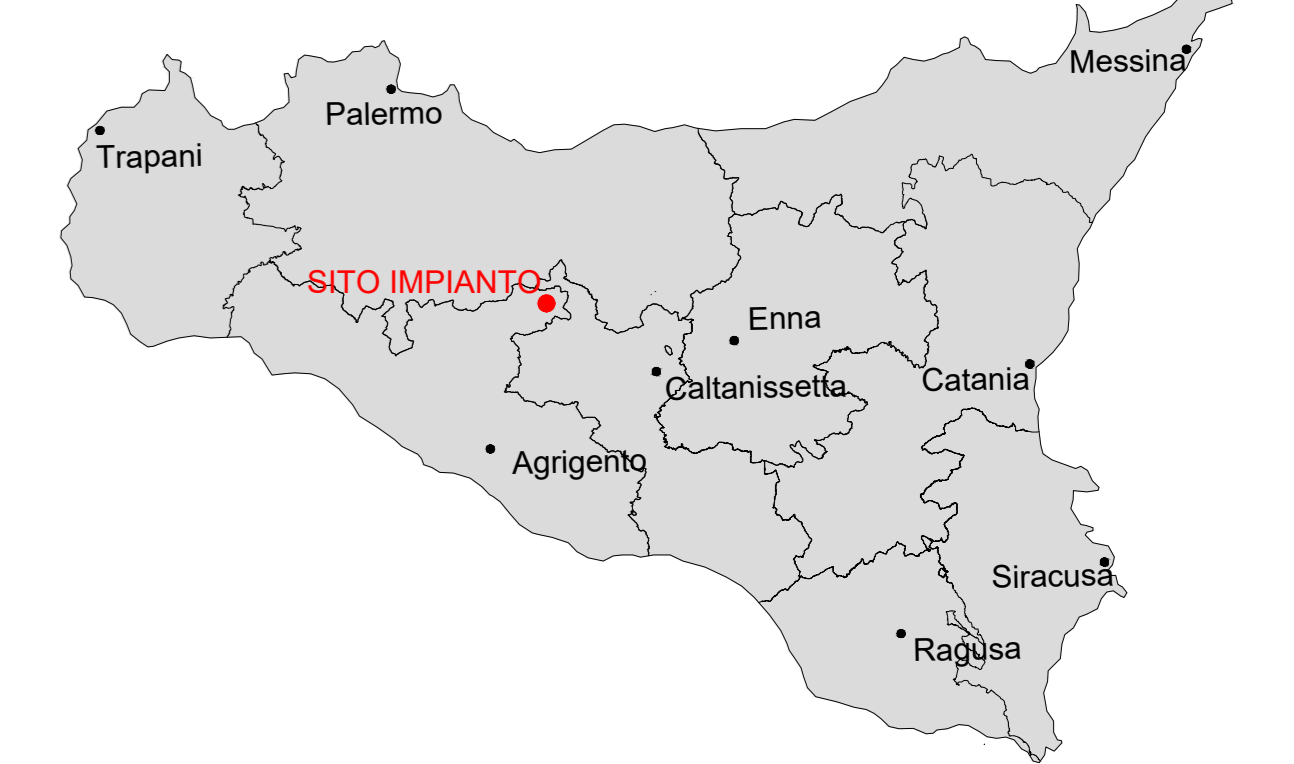 Messina
Palermo
Trapani
SITO IMPIANTO
Enna
Catania
Caltanissetta
Agrigento
Siracusa
Ragusa